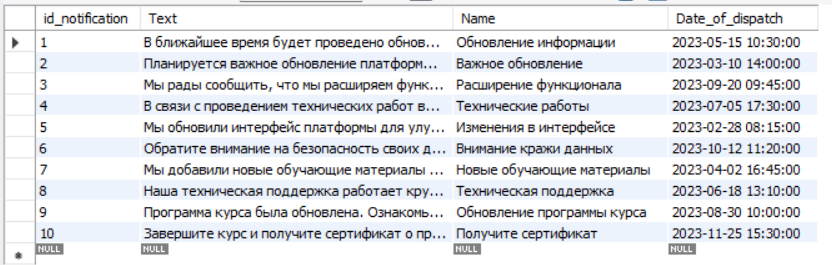 id_notification Text Name Date_of_dispatch
1 В ближайшее время будет проведено обнов... Обновление информации 2023-05-15 10:30:00
2 Планируется важное обновление платформ... Важное обновление 2023-03-10 14:00:00
3 Мы рады сообщить, что мы расширяем функ... Расширение функционала 2023-09-20 09:45:00
4 В связи с проведением технических работ в... Технические работы 2023-07-05 17:30:00
5 Мы обновили интерфейс платформы для улу... Изменения в интерфейсе 2023-02-28 08:15:00
6 Обратите внимание на безопасность своих д... Внимание кражи данных 2023-10-12 11:20:00
7 Мы добавили новые обучающие материалы ... Новые обучающие материалы 2023-04-02 16:45:00
8 Наша техническая поддержка работает кру... Техническая поддержка 2023-06-18 13:10:00
9 Программа курса была обновлена. Ознакомь... Обновление программы курса 2023-08-30 10:00:00
10 Завершите курс и получите сертификат о пр... Получите сертификат 2023-11-25 15:30:00
NULL NULL NULL NULL